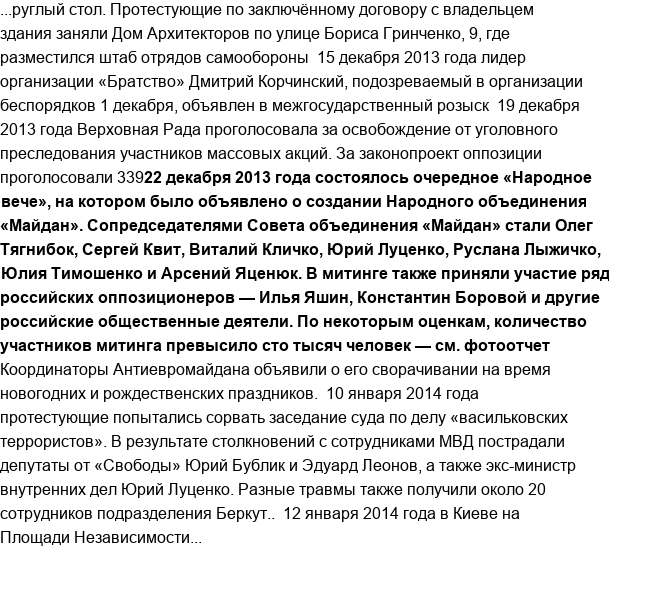 ...руглый стол. Протестующие по заключённому договору с владельцем
здания заняли Дом Архитекторов по улице Бориса Гринченко, 9, где
разместился штаб отрядов самообороны  15 декабря 2013 года лидер
организации «Братство» Дмитрий Корчинский, подозреваемый в организации
беспорядков 1 декабря, объявлен в межгосударственный розыск  19 декабря
2013 года Верховная Рада проголосовала за освобождение от уголовного
преследования участников массовых акций. За законопроект оппозиции
проголосовали 33922 декабря 2013 года состоялось очередное «Народное
вече», на котором было объявлено о создании Народного объединения
«Майдан». Сопредседателями Совета объединения «Майдан» стали Олег
Тягнибок, Сергей Квит, Виталий Кличко, Юрий Луценко, Руслана Лыжичко,
Юлия Тимошенко и Арсений Яценюк. В митинге также приняли участие ряд
российских оппозиционеров — Илья Яшин, Константин Боровой и другие
российские общественные деятели. По некоторым оценкам, количество
участников митинга превысило сто тысяч человек — см. фотоотчет
Координаторы Антиевромайдана объявили о его сворачивании на время
новогодних и рождественских праздников.  10 января 2014 года
протестующие попытались сорвать заседание суда по делу «васильковских
террористов». В результате столкновений с сотрудниками МВД пострадали
депутаты от «Свободы» Юрий Бублик и Эдуард Леонов, а также экс-министр
внутренних дел Юрий Луценко. Разные травмы также получили около 20
сотрудников подразделения Беркут..  12 января 2014 года в Киеве на
Площади Независимости...